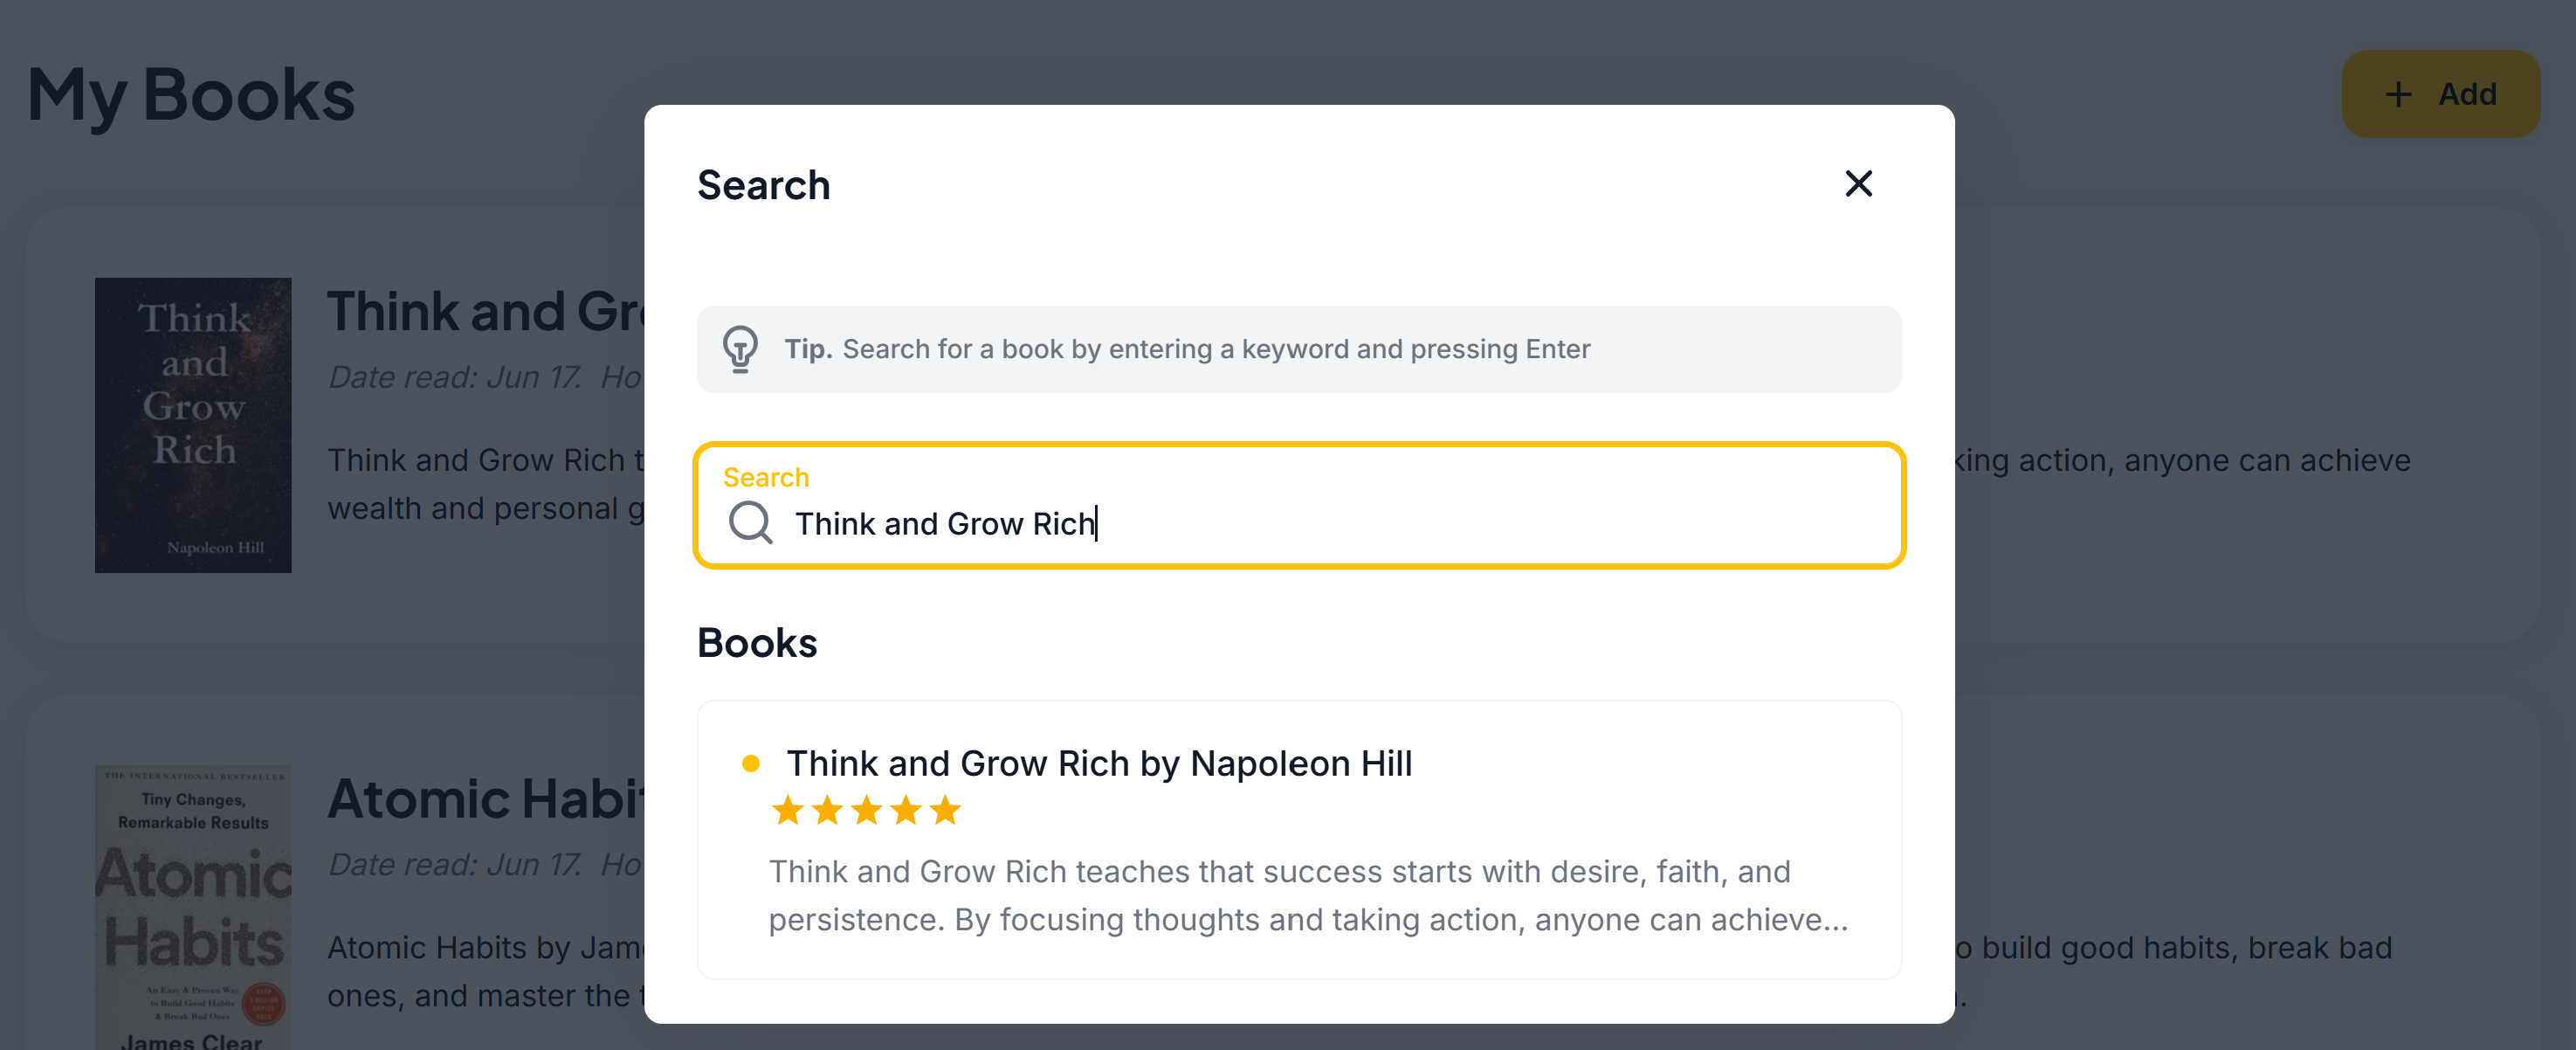 My Books
+ Add
Search
Tip. Search for a book by entering a keyword and pressing Enter
Search
Think and Grow Rich
Books
Think and Grow Rich by Napoleon Hill
Think and Grow Rich teaches that success starts with desire, faith, and
persistence. By focusing thoughts and taking action, anyone can achieve...
Think
and
Grow
Rich
Napoleon Hill
Think and Gr
Date read: Jun 17. Ho
Think and Grow Rich t
king action, anyone can achieve
wealth and personal g
THE INTERNATIONAL BESTSELLER
Tiny Changes,
Remarkable Results
Atomic
Habits
An Easy & Proven Way
to Build Good Habits
& Break Bad Ones
James Clear
Atomic Habi
Date read: Jun 17. Ho
Atomic Habits by Jam
o build good habits, break bad
ones, and master the t